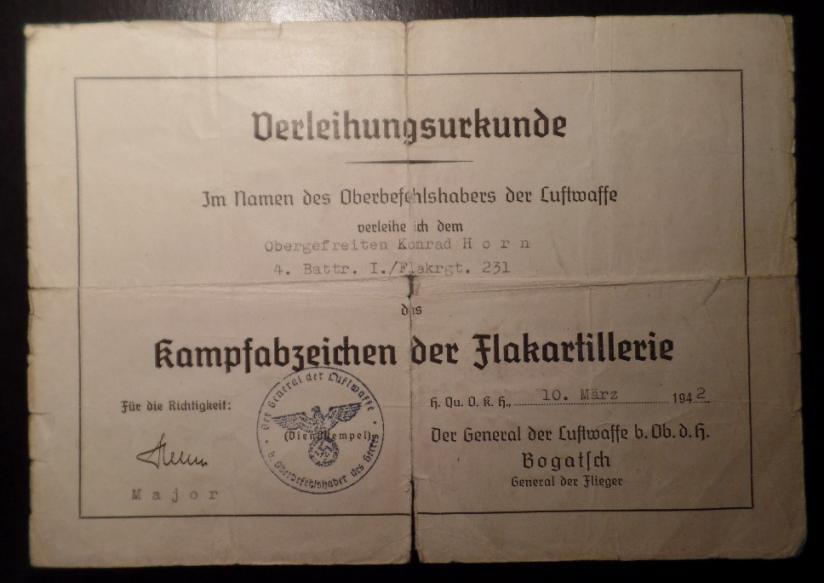 Verleihungsurkunde
Im Namen des Oberbefehlshabers der Luftwaffe
verleihe ich dem
Obergefreiten Konrad H o r n
4. Battr. I./Flakrgt. 231
das
Kampfabzeichen der Flakartillerie
Für die Richtigkeit:
Der General der Luftwaffe
(Dienststempel)
b. Oberbefehlshaber des Heeres
M a j o r
H. Qu. O. K. H., 10. März 1942
Der General der Luftwaffe b. Ob. d. H.
Bogatsch
General der Flieger